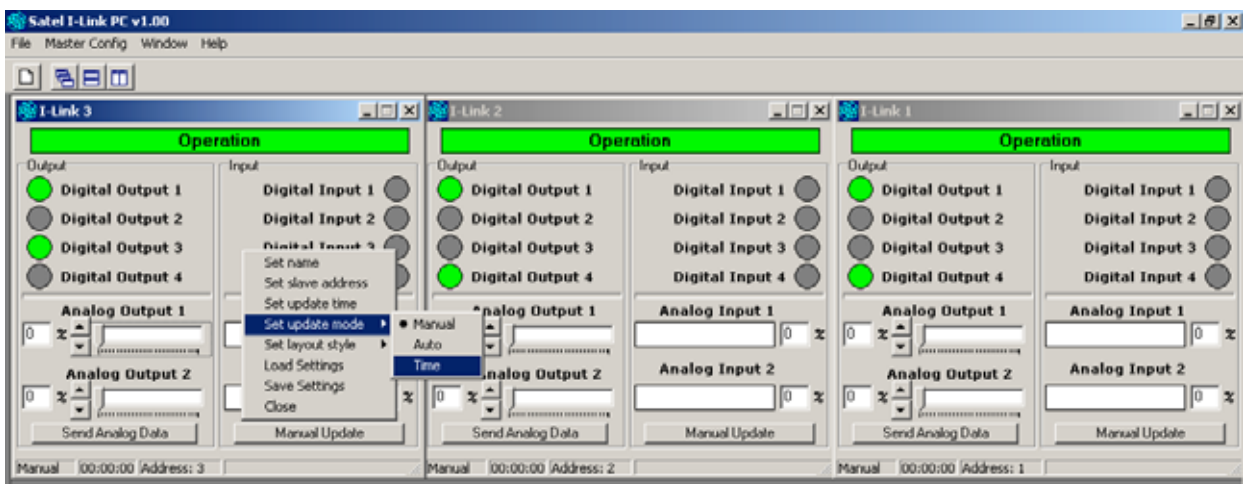 Satel I-Link PC v1.00
File Master Config Window Help
I-Link 3
Operation
Output
Input
Digital Output 1
Digital Input 1
Digital Output 2
Digital Input 2
Digital Output 3
Digital Input 3
Digital Output 4
Analog Output 1
0 %
Analog Output 2
0 %
%
Send Analog Data
Manual Update
Manual 00:00:00 Address: 3
Set name
Set slave address
Set update time
Set update mode
Set layout style
Load Settings
Save Settings
Close
Manual
Auto
Time
I-Link 2
Operation
Output
Input
Digital Output 1
Digital Input 1
Digital Output 2
Digital Input 2
Digital Output 3
Digital Input 3
Digital Output 4
Digital Input 4
Analog Output 1
Analog Input 1
0 %
Analog Output 2
Analog Input 2
0 %
0 %
Send Analog Data
Manual Update
Manual 00:00:00 Address: 2
I-Link 1
Operation
Output
Input
Digital Output 1
Digital Input 1
Digital Output 2
Digital Input 2
Digital Output 3
Digital Input 3
Digital Output 4
Digital Input 4
Analog Output 1
Analog Input 1
0 %
0 %
Analog Output 2
Analog Input 2
0 %
0 %
Send Analog Data
Manual Update
Manual 00:00:00 Address: 1